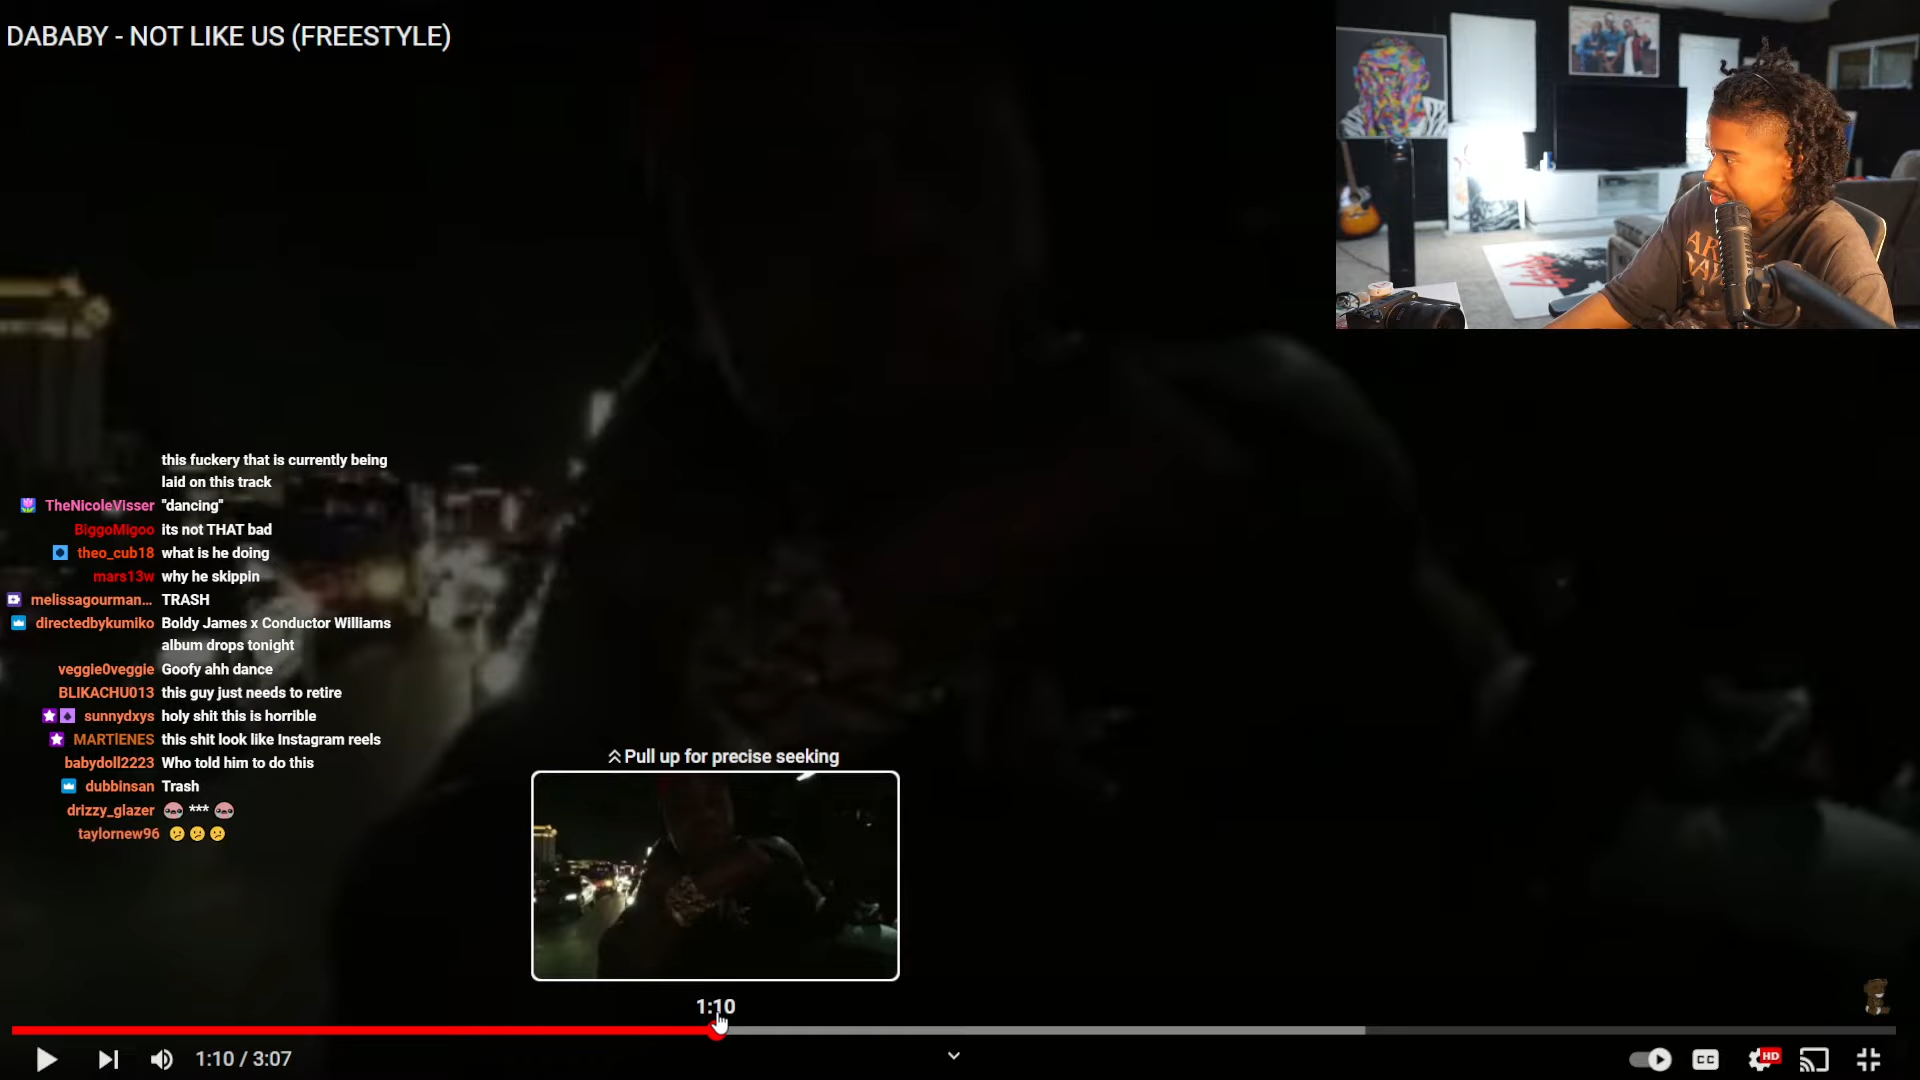 DABABY - NOT LIKE US (FREESTYLE)
this fuckery that is currently being
laid on this track
TheNicoleVisser "dancing"
BiggoMigoo its not THAT bad
theo_cub18 what is he doing
mars13w why he skippin
melissagourman... TRASH
directedbykumiko Boldy James x Conductor Williams
album drops tonight
veggie0veggie Goofy ahh dance
BLIKACHU013 this guy just needs to retire
sunnydxys holy shit this is horrible
MARTIENES this shit look like Instagram reels
babydoll2223 Who told him to do this
dubbinsan Trash
drizzy_glazer ***
taylornew96
Pull up for precise seeking
1:10
1:10 / 3:07
CC
HD